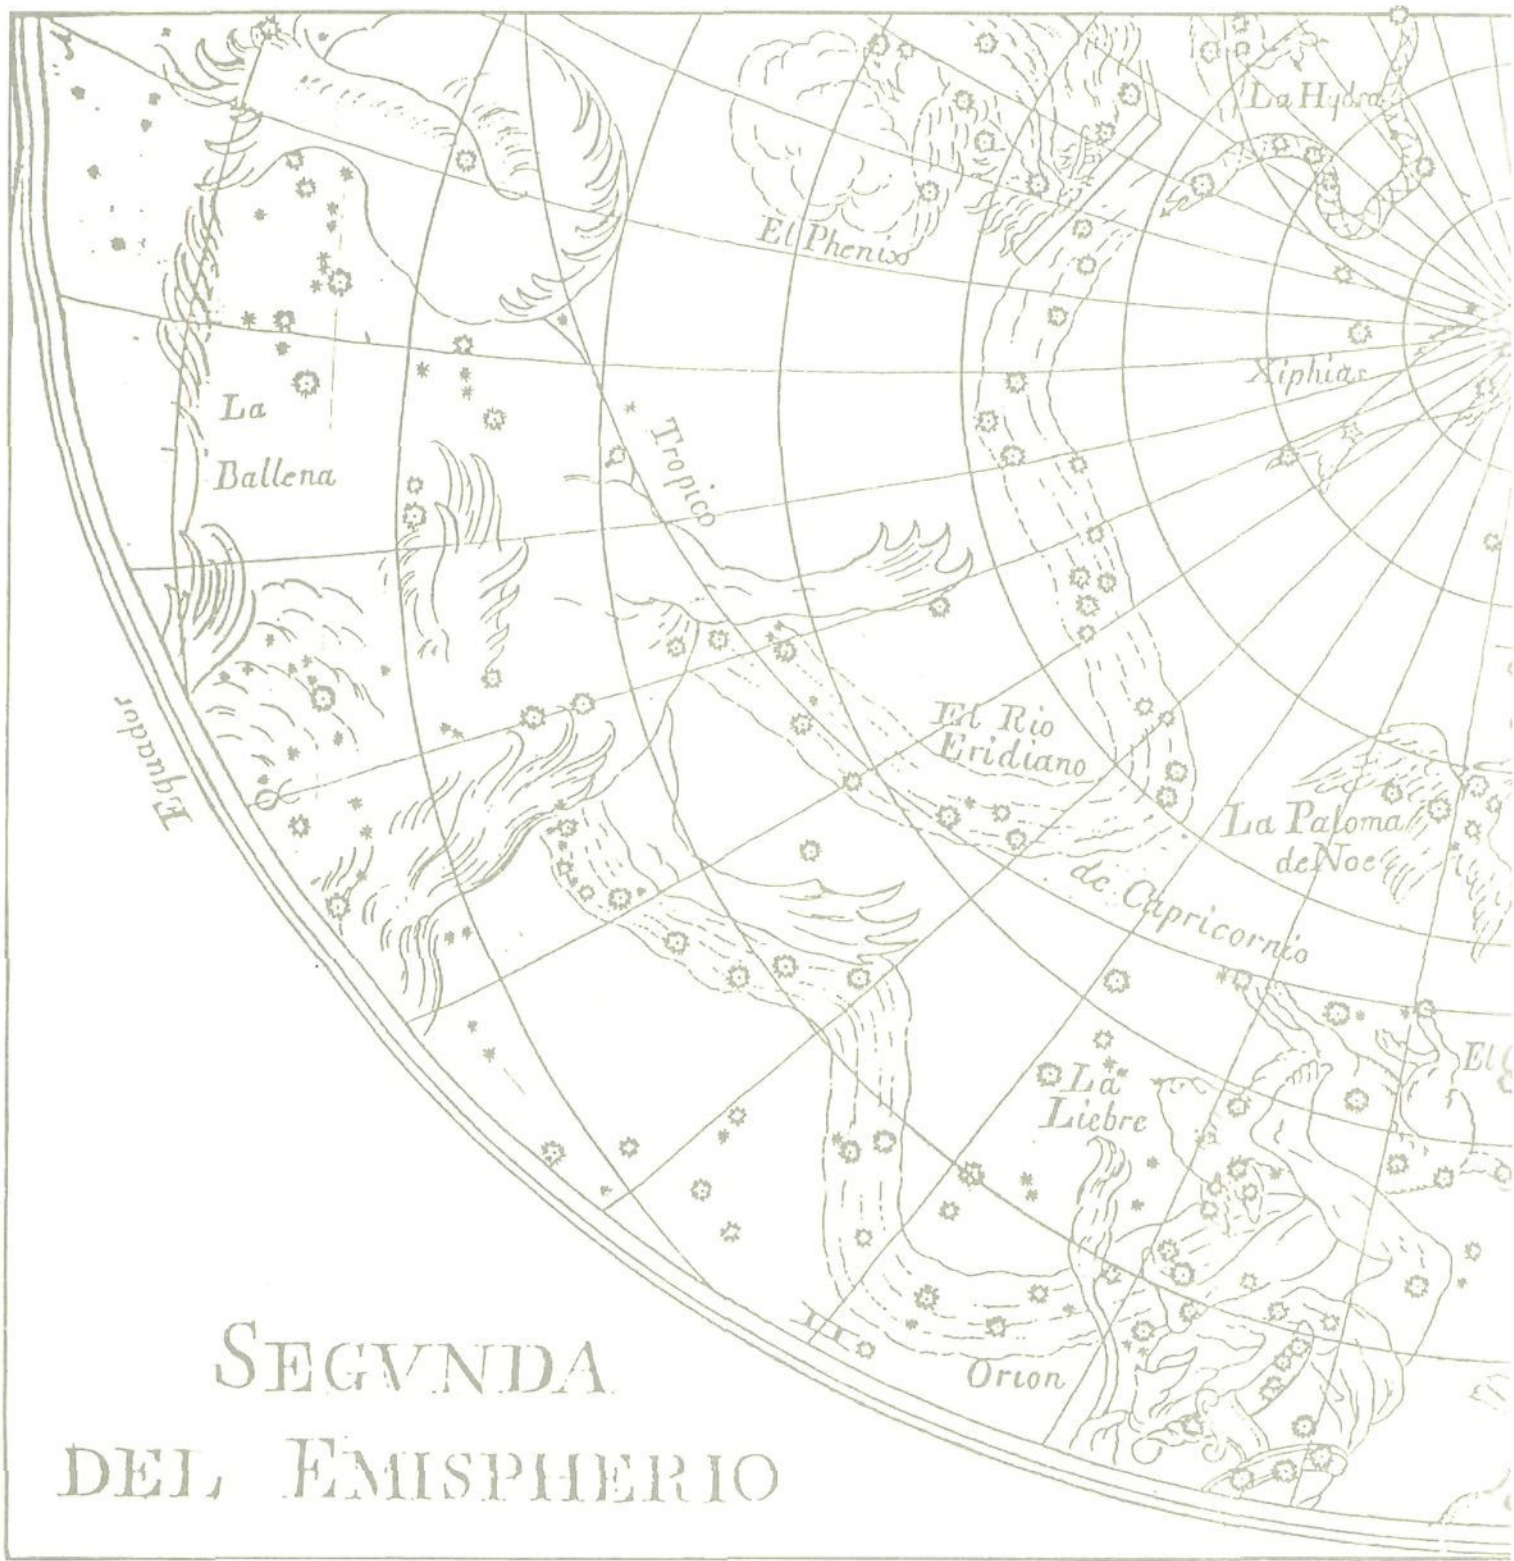 La Hydra
El Phenix
Xiphias
La
Ballena
Tropico
El Rio
Eridiano
Equador
La Paloma
de Noe
de Capricornio
El
La
Liebre
Orion
SEGVNDA
DEL EMISPHERIO